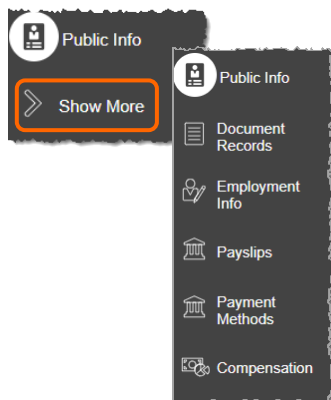 Public Info
Show More
Public Info
Document
Records
Employment
Info
Payslips
Payment
Methods
Compensation